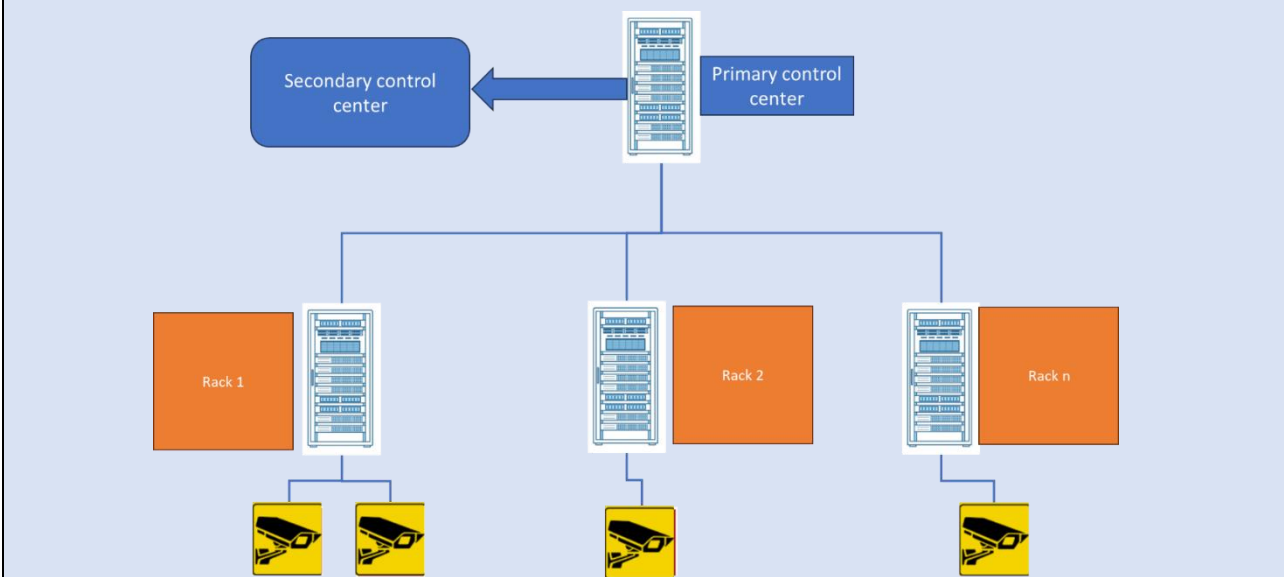 Secondary control
center
Primary control
center
Rack 1
Rack 2
Rack n